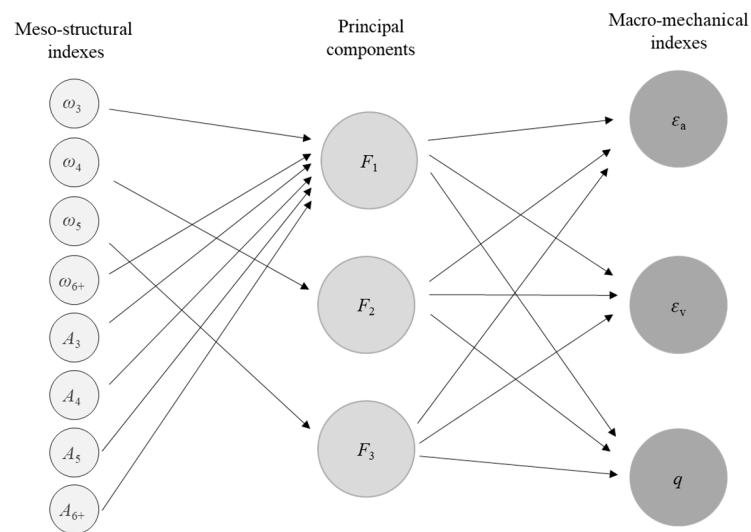 Meso-structural
indexes
Principal
components
Macro-mechanical
indexes
ω3
ω4
ω5
ω6+
A3
A4
A5
A6+
F1
F2
F3
εa
εv
q